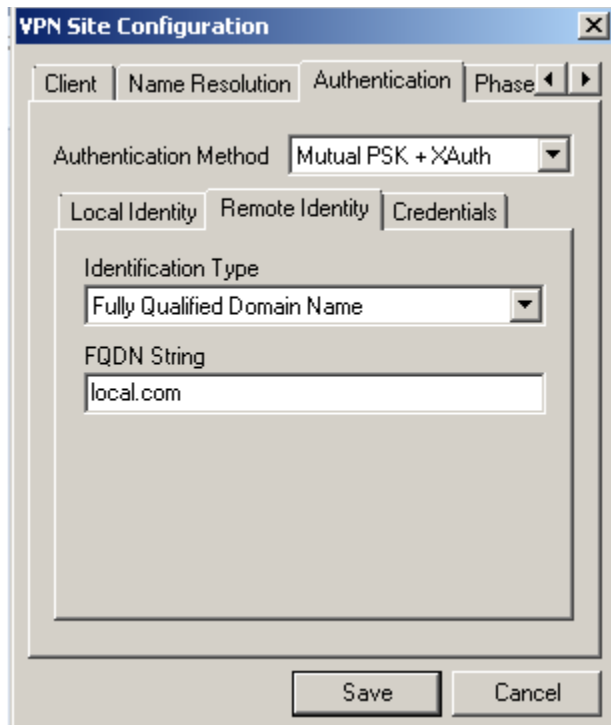 VPN Site Configuration
Client Name Resolution Authentication Phase
Authentication Method Mutual PSK + XAuth
Local Identity Remote Identity Credentials
Identification Type
Fully Qualified Domain Name
FQDN String
local.com
Save Cancel